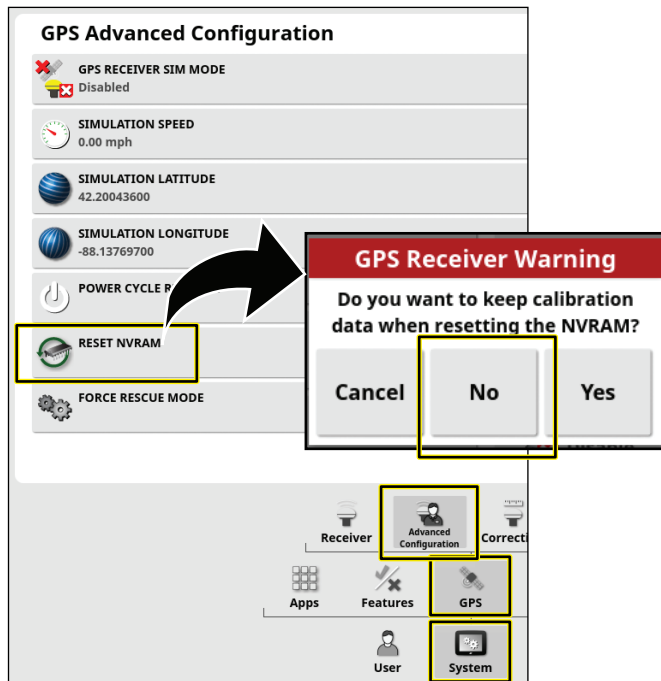 GPS Advanced Configuration
GPS RECEIVER SIM MODE
Disabled
SIMULATION SPEED
0.00 mph
SIMULATION LATITUDE
42.20043600
SIMULATION LONGITUDE
-88.13769700
POWER CYCLE
RESET NVRAM
FORCE RESCUE MODE
GPS Receiver Warning
Do you want to keep calibration
data when resetting the NVRAM?
Cancel
No
Yes
Receiver
Advanced
Configuration
Correcti
Apps
Features
GPS
User
System